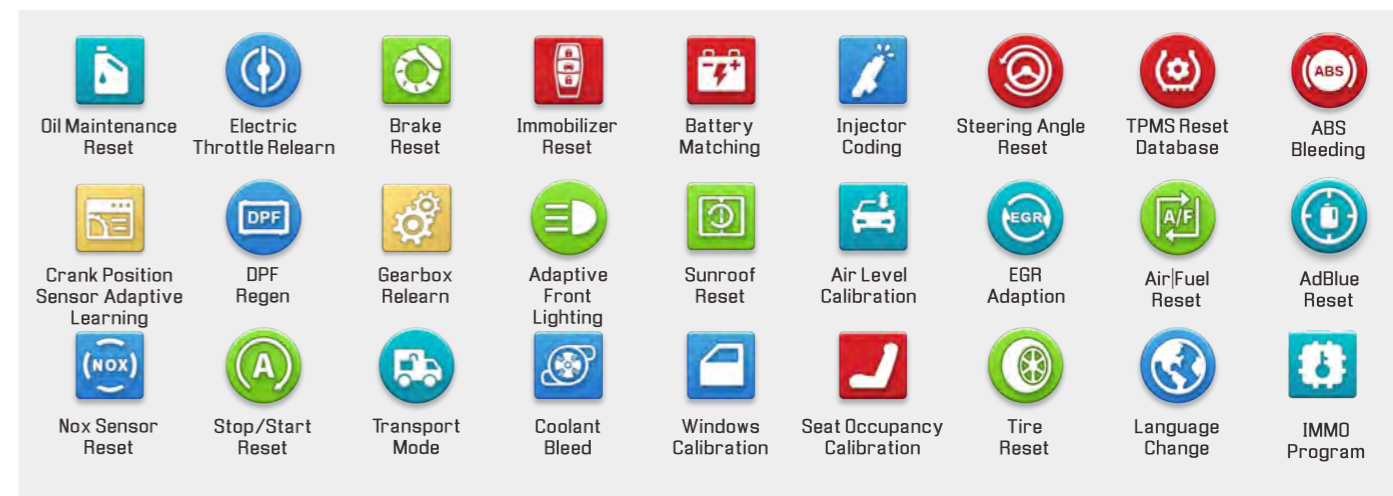 ABS
Oil Maintenance
Reset
Electric
Throttle Relearn
Brake
Reset
Immobilizer
Reset
Battery
Matching
Injector
Coding
Steering Angle
Reset
TPMS Reset
Database
ABS
Bleeding
DPF
EGR
A/F
Crank Position
Sensor Adaptive
Learning
DPF
Regen
Gearbox
Relearn
Adaptive
Front
Lighting
Sunroof
Reset
Air Level
Calibration
EGR
Adaption
Air|Fuel
Reset
AdBlue
Reset
NOX
A
Nox Sensor
Reset
Stop/Start
Reset
Transport
Mode
Coolant
Bleed
Windows
Calibration
Seat Occupancy
Calibration
Tire
Reset
Language
Change
IMMO
Program